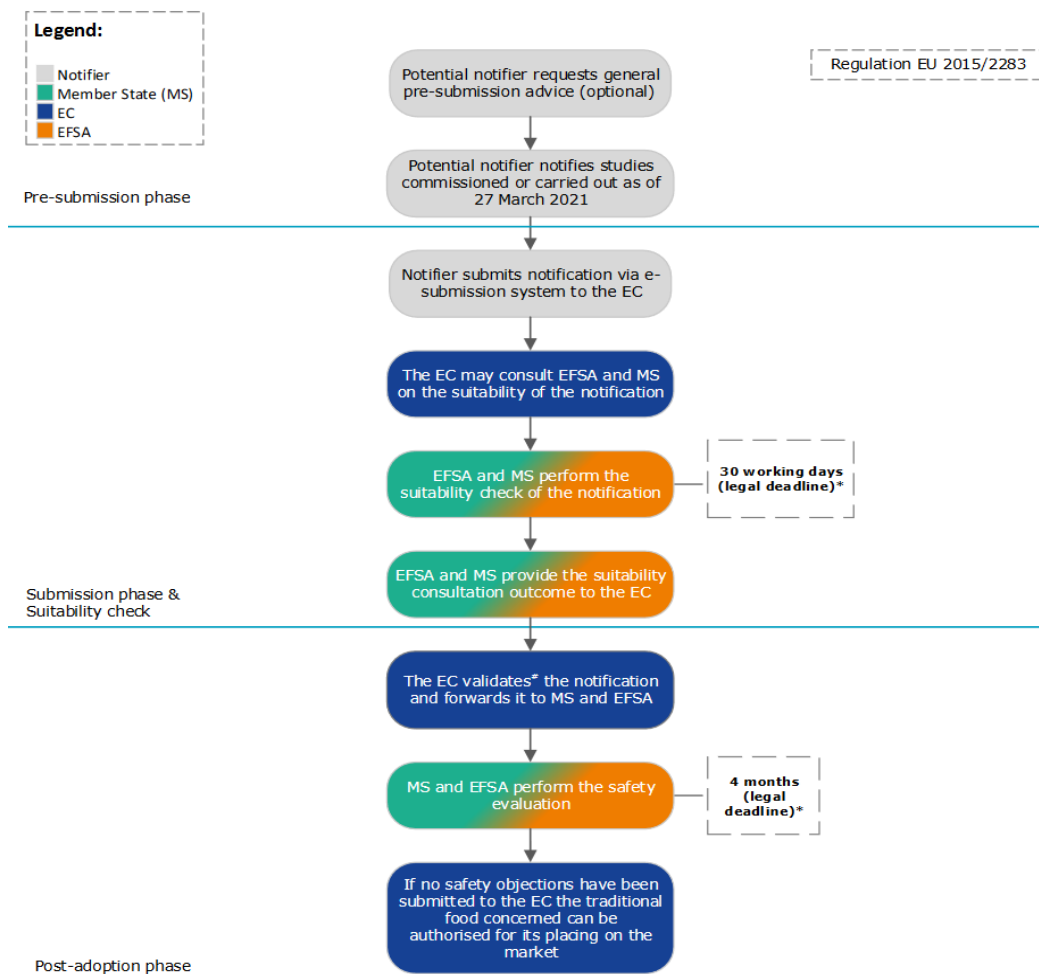 Legend:
Notifier
Member State (MS)
EC
EFSA
Regulation EU 2015/2283
Potential notifier requests general
pre-submission advice (optional)
Potential notifier notifies studies
commissioned or carried out as of
27 March 2021
Pre-submission phase
Notifier submits notification via e-
submission system to the EC
The EC may consult EFSA and MS
on the suitability of the notification
EFSA and MS perform the
suitability check of the notification
30 working days
(legal deadline)*
EFSA and MS provide the suitability
consultation outcome to the EC
Submission phase &
Suitability check
The EC validates≠ the notification
and forwards it to MS and EFSA
MS and EFSA perform the safety
evaluation
4 months
(legal
deadline)*
If no safety objections have been
submitted to the EC the traditional
food concerned can be
authorised for its placing on the
market
Post-adoption phase